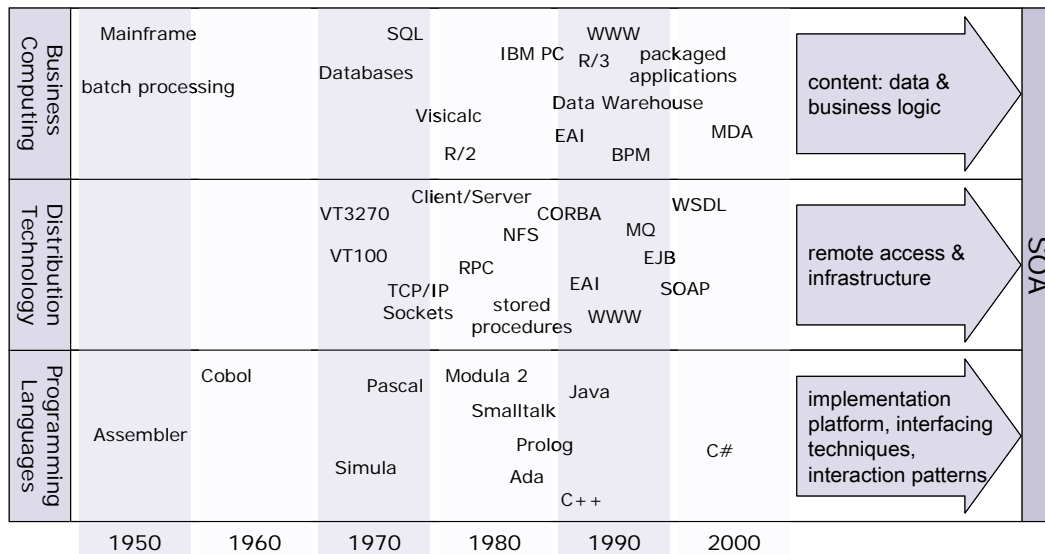 Business
Computing
Mainframe
SQL
WWW
IBM PC
R/3
packaged
applications
batch processing
Databases
Data Warehouse
Visicalc
EAI
MDA
R/2
BPM
content: data &
business logic
Distribution
Technology
Client/Server
VT3270
CORBA
WSDL
NFS
MQ
VT100
EJB
RPC
TCP/IP
Sockets
EAI
SOAP
stored
procedures
WWW
remote access &
infrastructure
Programming
Languages
Cobol
Pascal
Modula 2
Java
Smalltalk
Assembler
Prolog
C#
Simula
Ada
C++
implementation
platform, interfacing
techniques,
interaction patterns
SOA
1950
1960
1970
1980
1990
2000